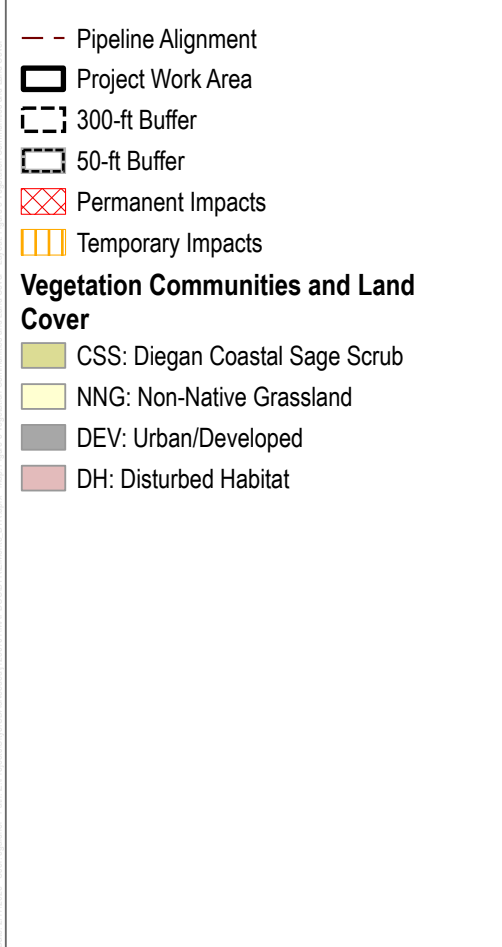 Pipeline Alignment
Project Work Area
300-ft Buffer
50-ft Buffer
Permanent Impacts
Temporary Impacts
Vegetation Communities and Land
Cover
CSS: Diegan Coastal Sage Scrub
NNG: Non-Native Grassland
DEV: Urban/Developed
DH: Disturbed Habitat